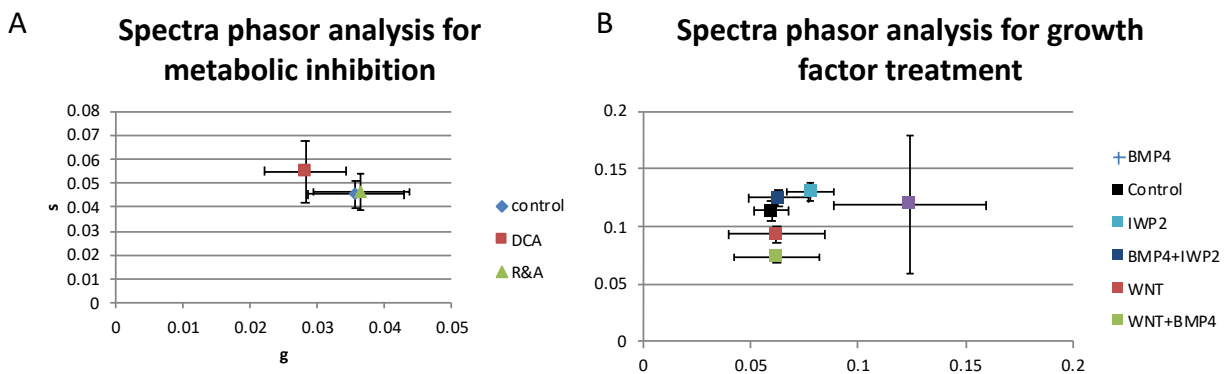 A
Spectra phasor analysis for
metabolic inhibition
0.08
0.07
0.06
0.05
0.04
0.03
0.02
0.01
0
s
0
0.01
0.02
0.03
0.04
0.05
g
control
DCA
R&A
B
Spectra phasor analysis for growth
factor treatment
0.2
0.15
0.1
0.05
0
0
0.05
0.1
0.15
0.2
BMP4
Control
IWP2
BMP4+IWP2
WNT
WNT+BMP4